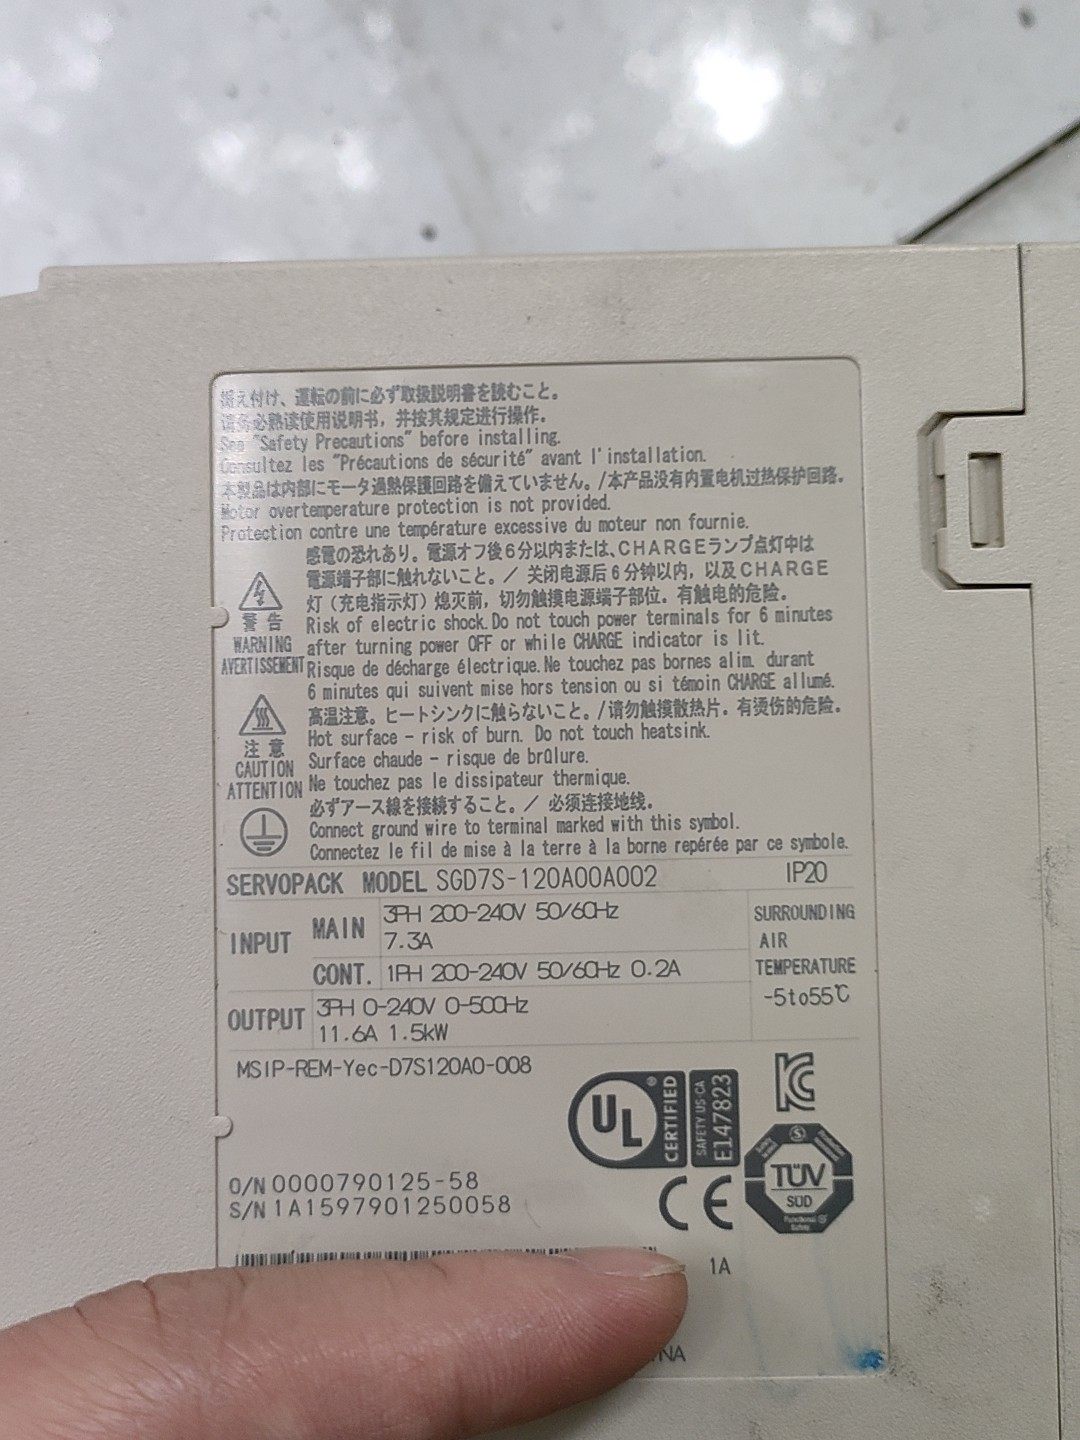 据え付け、運転の前に必ず取扱説明書を読むこと。
请务必熟读使用说明书，并按其规定进行操作。
See "Safety Precautions" before installing.
Consultez les "Précautions de sécurité" avant l'installation.
本製品は内部にモータ過熱保護回路を備えていません。/本产品没有内置电机过热保护回路.
Motor overtemperature protection is not provided.
Protection contre une température excessive du moteur non fournie.
感電の恐れあり。電源オフ後6分以内または、CHARGEランプ点灯中は
電源端子部に触れないこと。／ 关闭电源后6分钟以内，以及CHARGE
灯（充电指示灯）熄灭前，切勿触摸电源端子部位．有触电的危险．
警告
WARNING
AVERTISSEMENT
Risk of electric shock. Do not touch power terminals for 6 minutes
after turning power OFF or while CHARGE indicator is lit.
Risque de décharge électrique. Ne touchez pas bornes alim. durant
6 minutes qui suivent mise hors tension ou si témoin CHARGE allumé.
高温注意。ヒートシンクに触らないこと。/请勿触摸散热片．有烫伤的危险．
注意
CAUTION
ATTENTION
Hot surface - risk of burn. Do not touch heatsink.
Surface chaude - risque de brûlure.
Ne touchez pas le dissipateur thermique.
必ずアース線を接続すること。／ 必须连接地线．
Connect ground wire to terminal marked with this symbol.
Connectez le fil de mise à la terre à la borne repérée par ce symbole.
SERVOPACK MODEL SGD7S-120A00A002 IP20
INPUT
MAIN
3PH 200-240V 50/60Hz
7.3A
CONT. 1PH 200-240V 50/60Hz 0.2A
SURROUNDING
AIR
TEMPERATURE
-5to55℃
OUTPUT
3PH 0-240V 0-500Hz
11.6A 1.5kW
MSIP-REM-Yec-D7S120A0-008
UL ® CERTIFIED
SAFETY US-CA
E147823
TÜV
SÜD
Functional
Safety
CE
O/N 0000790125-58
S/N 1A1597901250058
1A